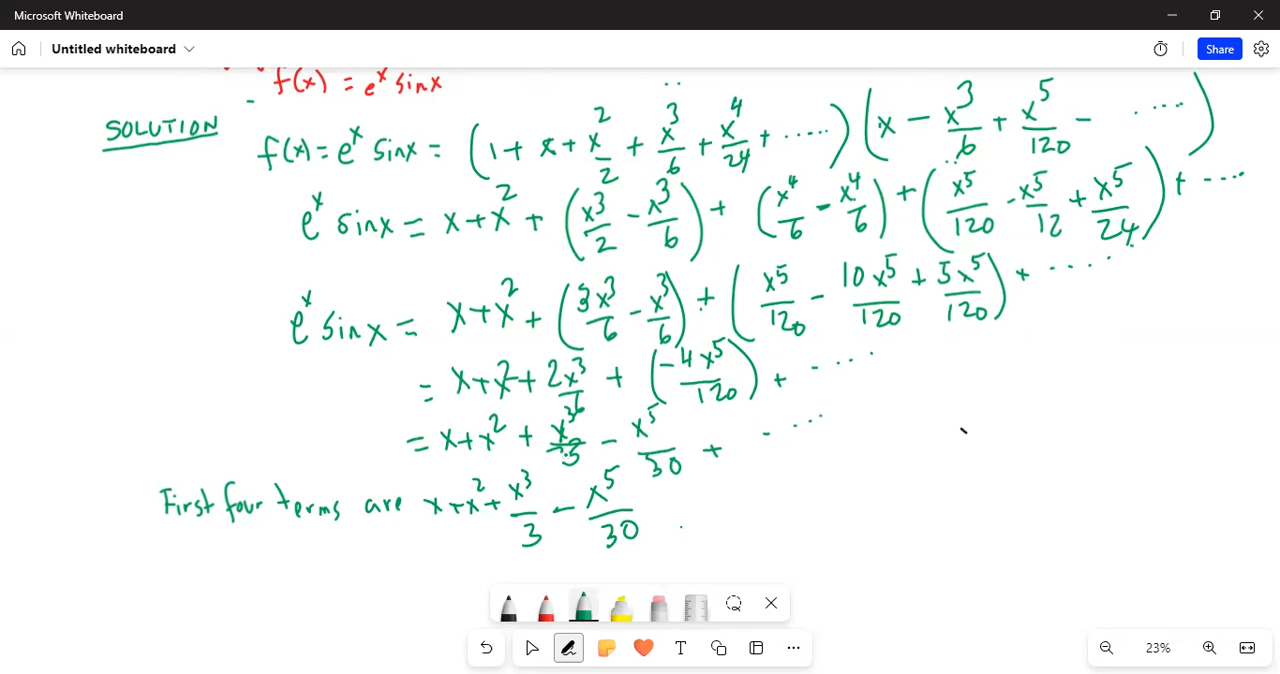 Microsoft Whiteboard
Untitled whiteboard
Share
f(x) = e^x sinx
SOLUTION
f(x) = e^x sinx = (1 + x + x^2/2 + x^3/6 + x^4/24 + .....) (x - x^3/6 + x^5/120 - ....)
e^x sinx = x + x^2 + (x^3/2 - x^3/6) + (x^4/6 - x^4/6) + (x^5/120 - x^5/12 + x^5/24) + ....
e^x sinx = x + x^2 + (3x^3/6 - x^3/6) + (x^5/120 - 10x^5/120 + 5x^5/120) + .....
= x + x^2 + 2x^3/6 + (-4x^5/120) + ....
= x + x^2 + x^3/3 - x^5/30 + ....
First four terms are x + x^2 + x^3/3 - x^5/30
23%